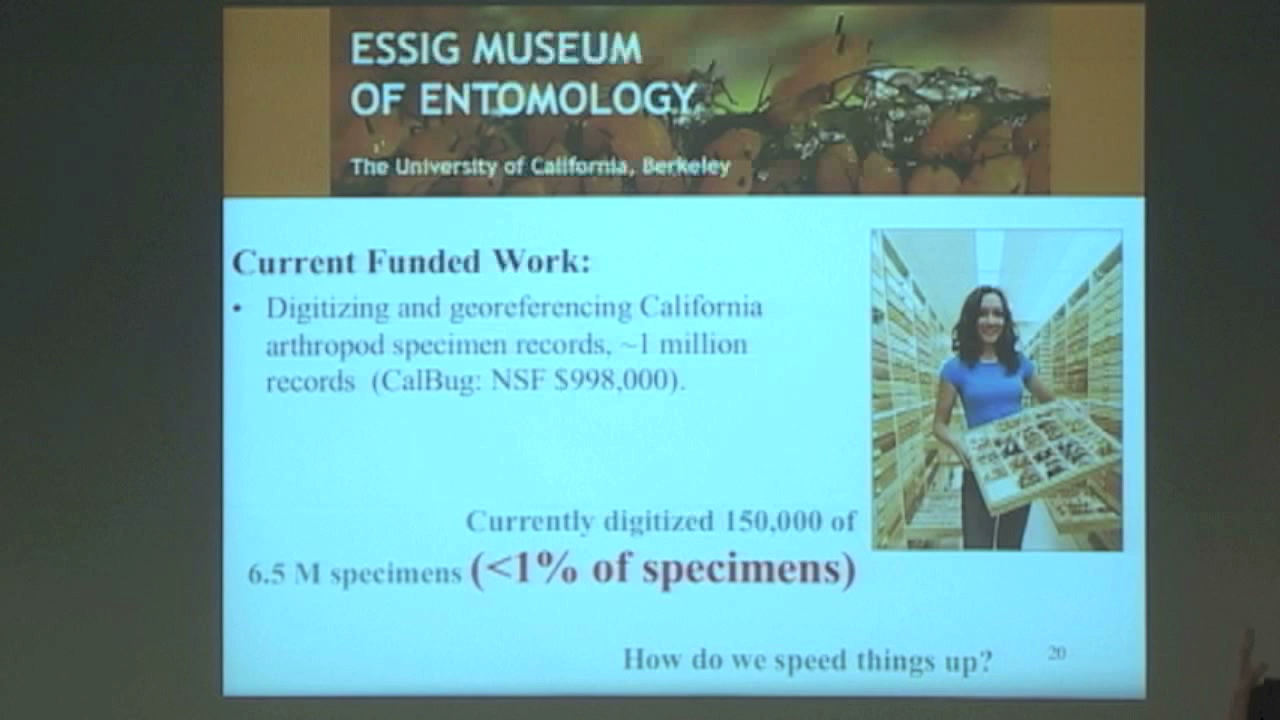 ESSIG MUSEUM
OF ENTOMOLOGY
The University of California, Berkeley
Current Funded Work:
• Digitizing and georeferencing California
arthropod specimen records, ~1 million
records (CalBug: NSF $998,000).
Currently digitized 150,000 of
6.5 M specimens (<1% of specimens)
How do we speed things up?
20